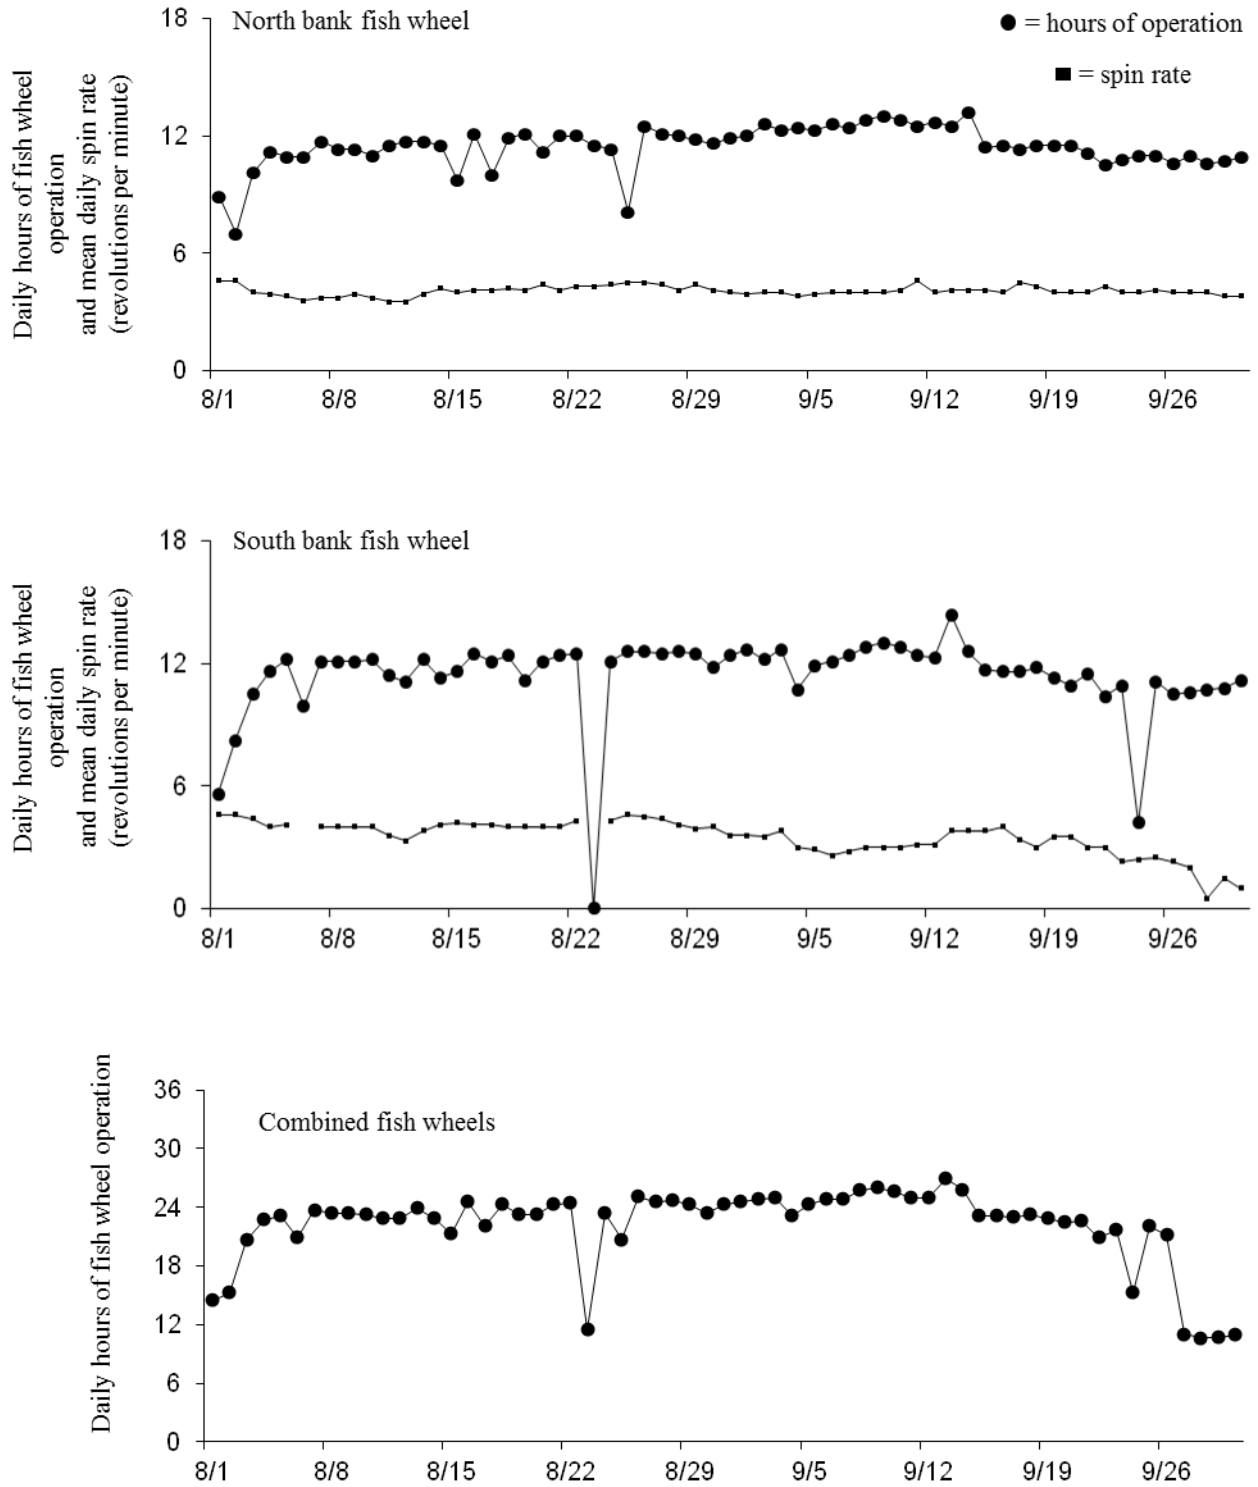 18
North bank fish wheel
● = hours of operation
■ = spin rate
Daily hours of fish wheel
operation
and mean daily spin rate
(revolutions per minute)
12
6
0
8/1 8/8 8/15 8/22 8/29 9/5 9/12 9/19 9/26
18
South bank fish wheel
Daily hours of fish wheel
operation
and mean daily spin rate
(revolutions per minute)
12
6
0
8/1 8/8 8/15 8/22 8/29 9/5 9/12 9/19 9/26
Daily hours of fish wheel operation
36
Combined fish wheels
30
24
18
12
6
0
8/1 8/8 8/15 8/22 8/29 9/5 9/12 9/19 9/26